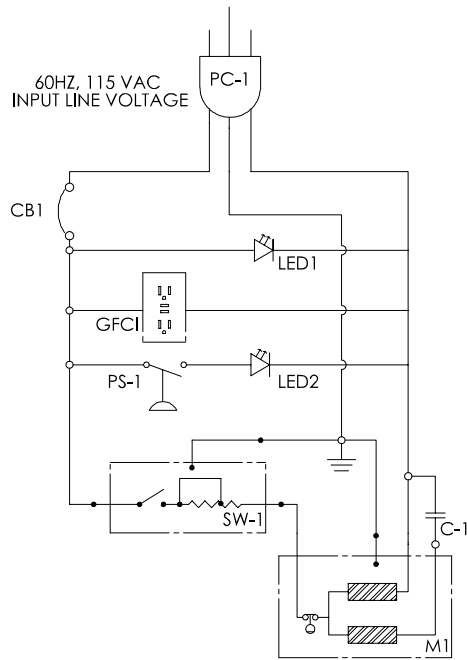 PC-1
60HZ, 115 VAC
INPUT LINE VOLTAGE
CB1
LED1
GFCI
PS-1
LED2
SW-1
C-1
M1